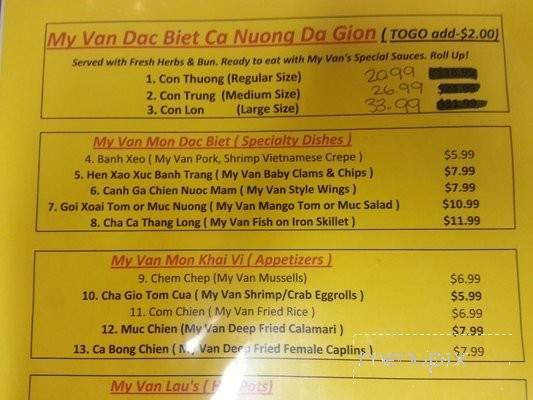 My Van Dac Biet Ca Nuong Da Gion ( TOGO add-$2.00)
Served with Fresh Herbs & Bun. Ready to eat with My Van's Special Sauces. Roll Up!
1. Con Thuong (Regular Size) 20.99
2. Con Trung (Medium Size) 26.99
3. Con Lon (Large Size) 33.99
My Van Mon Dac Biet ( Specialty Dishes )
4. Banh Xeo ( My Van Pork, Shrimp Vietnamese Crepe ) $5.99
5. Hen Xao Xuc Banh Trang ( My Van Baby Clams & Chips ) $7.99
6. Canh Ga Chien Nuoc Mam ( My Van Style Wings ) $7.99
7. Goi Xoai Tom or Muc Nuong ( My Van Mango Tom or Muc Salad ) $10.99
8. Cha Ca Thang Long ( My Van Fish on Iron Skillet ) $11.99
My Van Mon Khai Vi ( Appetizers )
9. Chem Chep (My Van Mussells) $6.99
10. Cha Gio Tom Cua ( My Van Shrimp/Crab Eggrolls ) $5.99
11. Com Chien ( My Van Fried Rice ) $6.99
12. Muc Chien (My Van Deep Fried Calamari ) $7.99
13. Ca Bong Chien ( My Van Deep Fried Female Caplins ) $7.99
My Van Lau's ( Hot Pots)